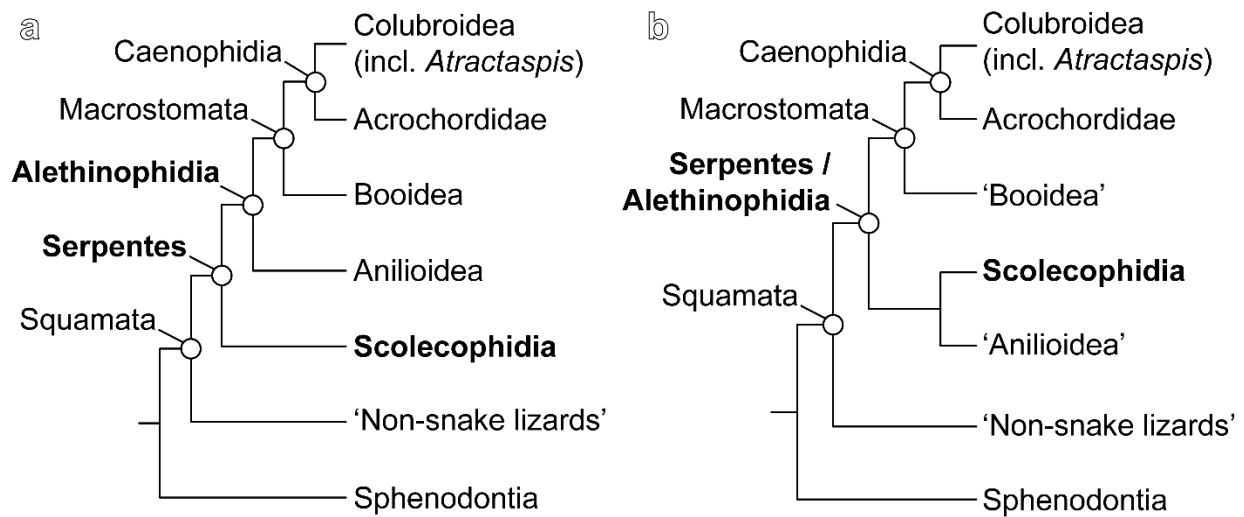 a
Colubroidea
(incl. Atractaspis)
Caenophidia
Acrochordidae
Macrostomata
Alethinophidia
Booidea
Serpentes
Anilioidea
Squamata
Scolecophidia
‘Non-snake lizards’
Sphenodontia
b
Colubroidea
(incl. Atractaspis)
Caenophidia
Acrochordidae
Macrostomata
Serpentes /
Alethinophidia
‘Booidea’
Scolecophidia
Squamata
‘Anilioidea’
‘Non-snake lizards’
Sphenodontia